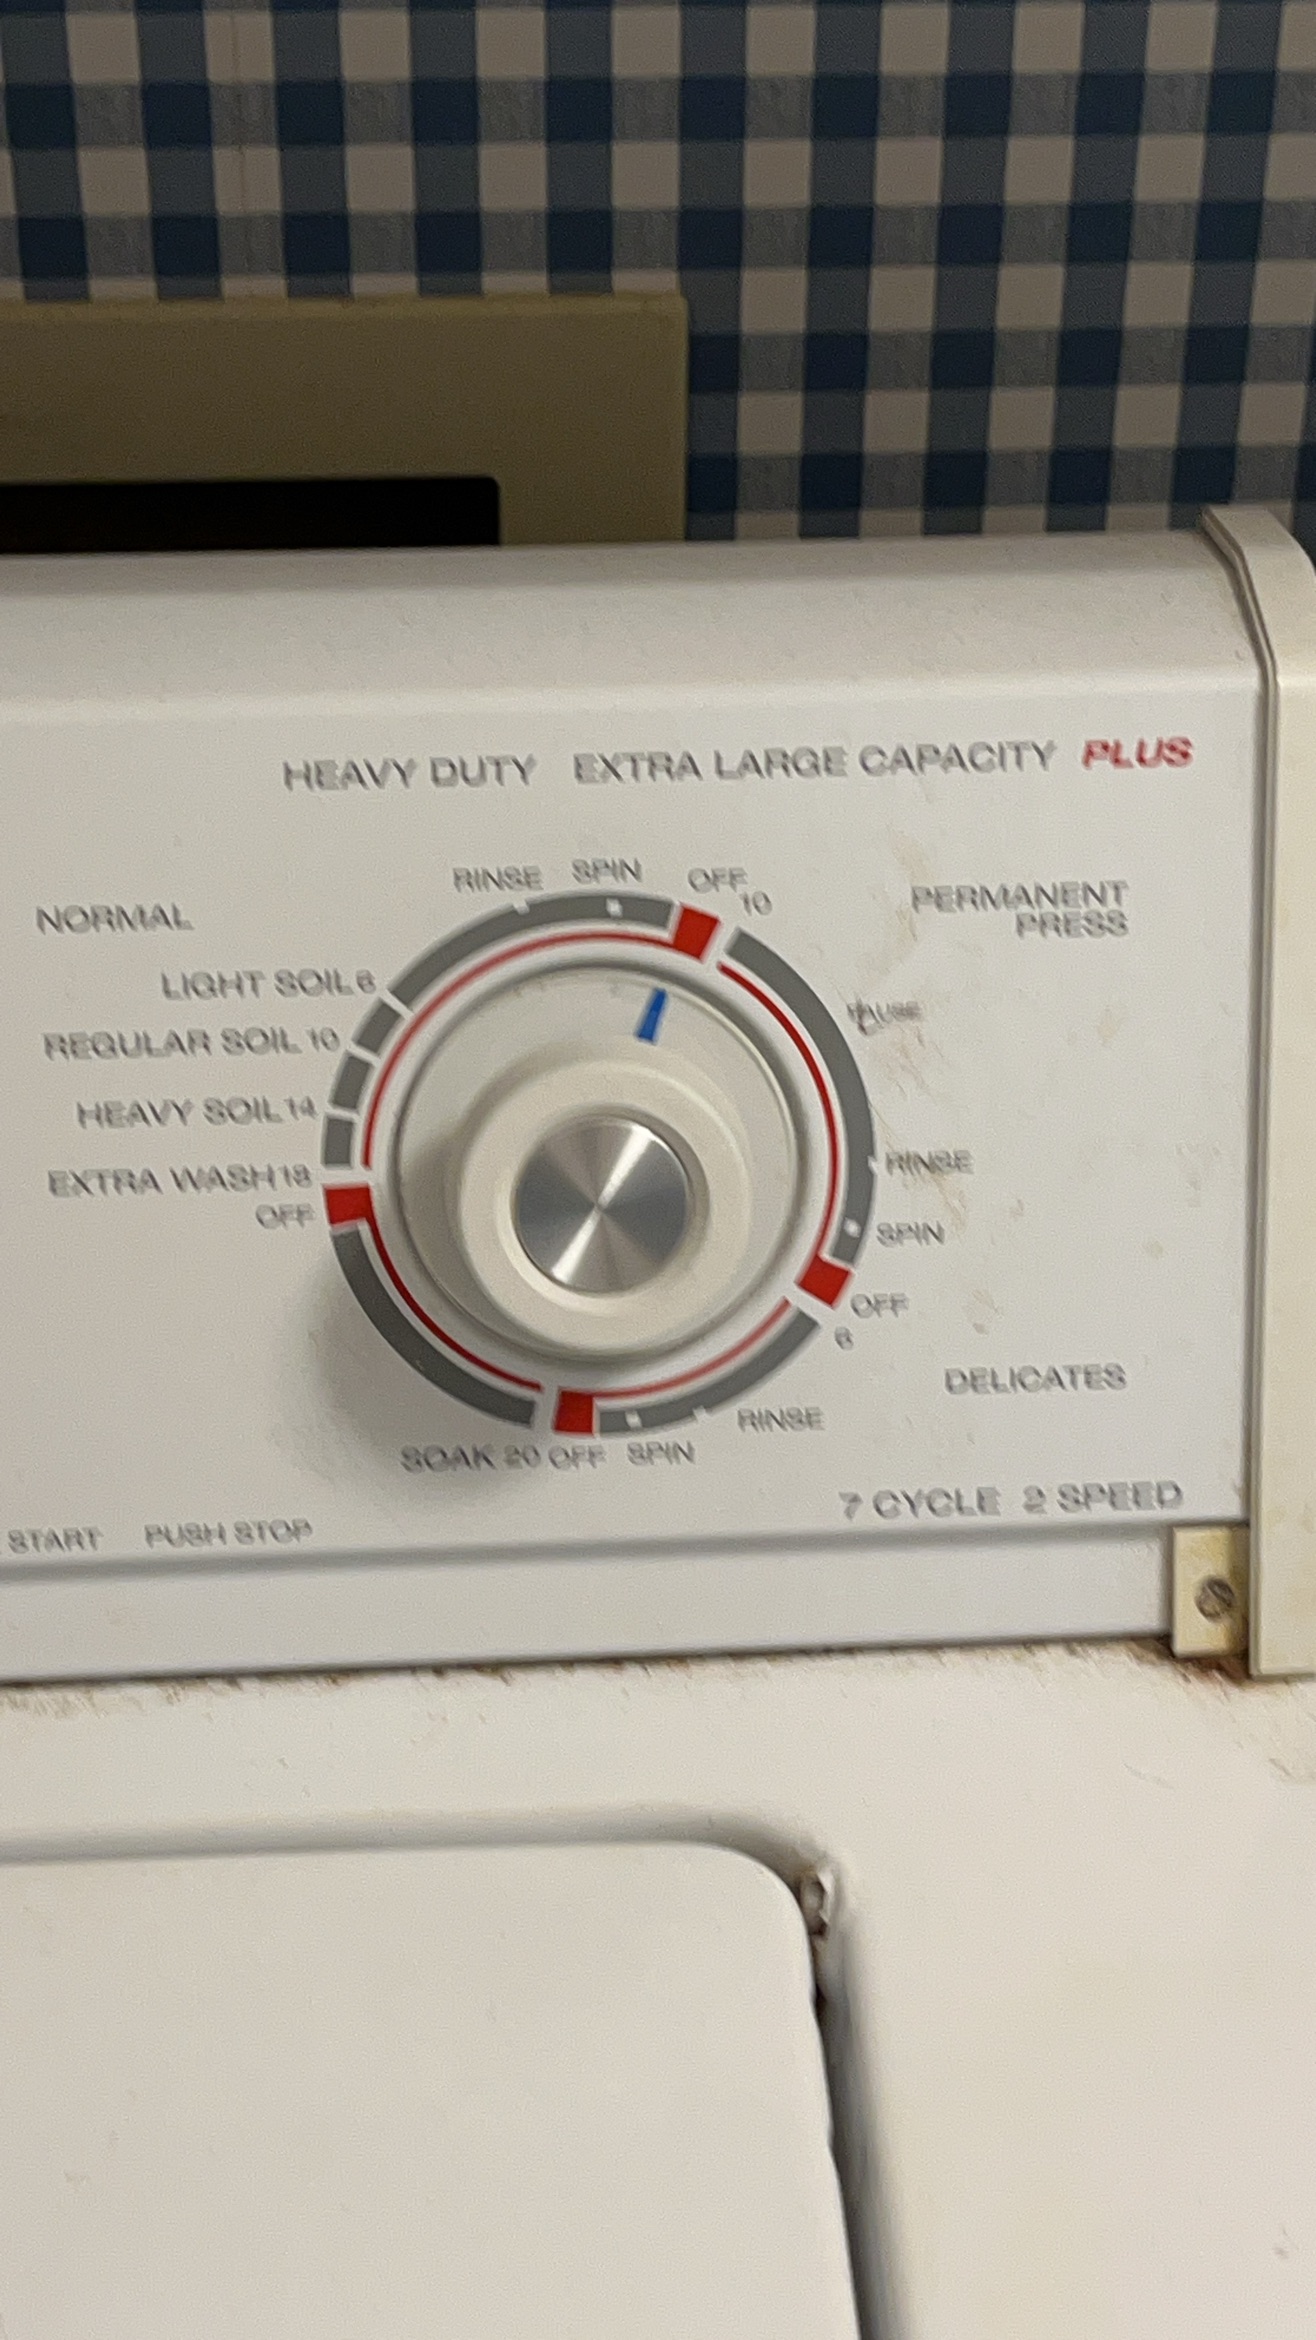 HEAVY DUTY EXTRA LARGE CAPACITY PLUS
RINSE SPIN OFF
10
NORMAL
PERMANENT
PRESS
LIGHT SOIL 6
REGULAR SOIL 10
PAUSE
HEAVY SOIL 14
EXTRA WASH 18
RINSE
OFF
SPIN
OFF
6
DELICATES
RINSE
SOAK 20 OFF SPIN
7 CYCLE 2 SPEED
START PUSH STOP